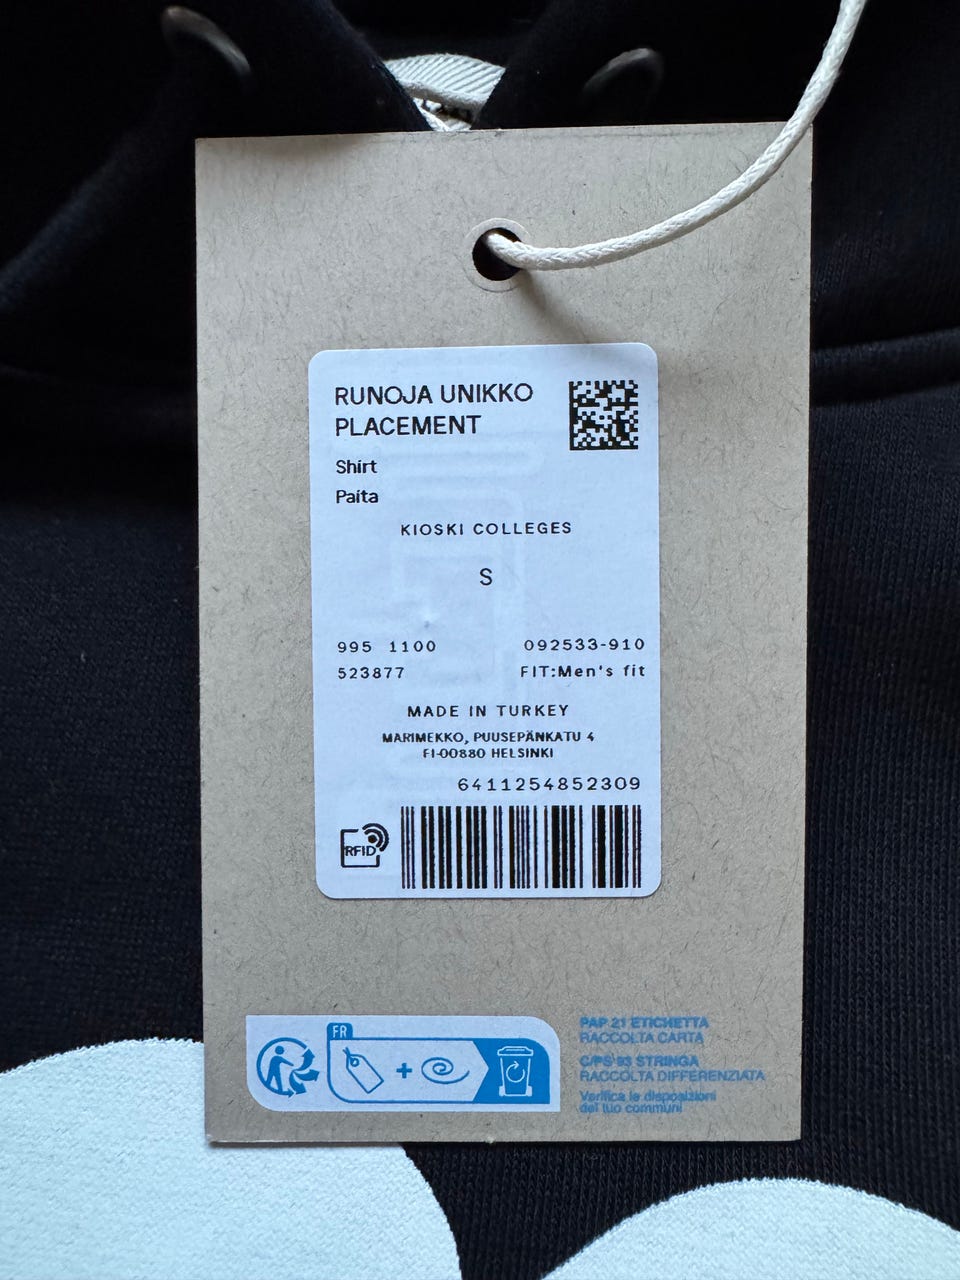 RUNOJA UNIKKO
PLACEMENT
Shirt
Paita
KIOSKI COLLEGES
S
995 1100
092533-910
523877
FIT:Men's fit
MADE IN TURKEY
MARIMEKKO, PUUSEPÄNKATU 4
FI-00880 HELSINKI
6411254852309
RFID
FR
PAP 21 ETICHETTA
RACCOLTA CARTA
C/PS 93 STRINGA
RACCOLTA DIFFERENZIATA
Verifica le disposizioni
del tuo comuni